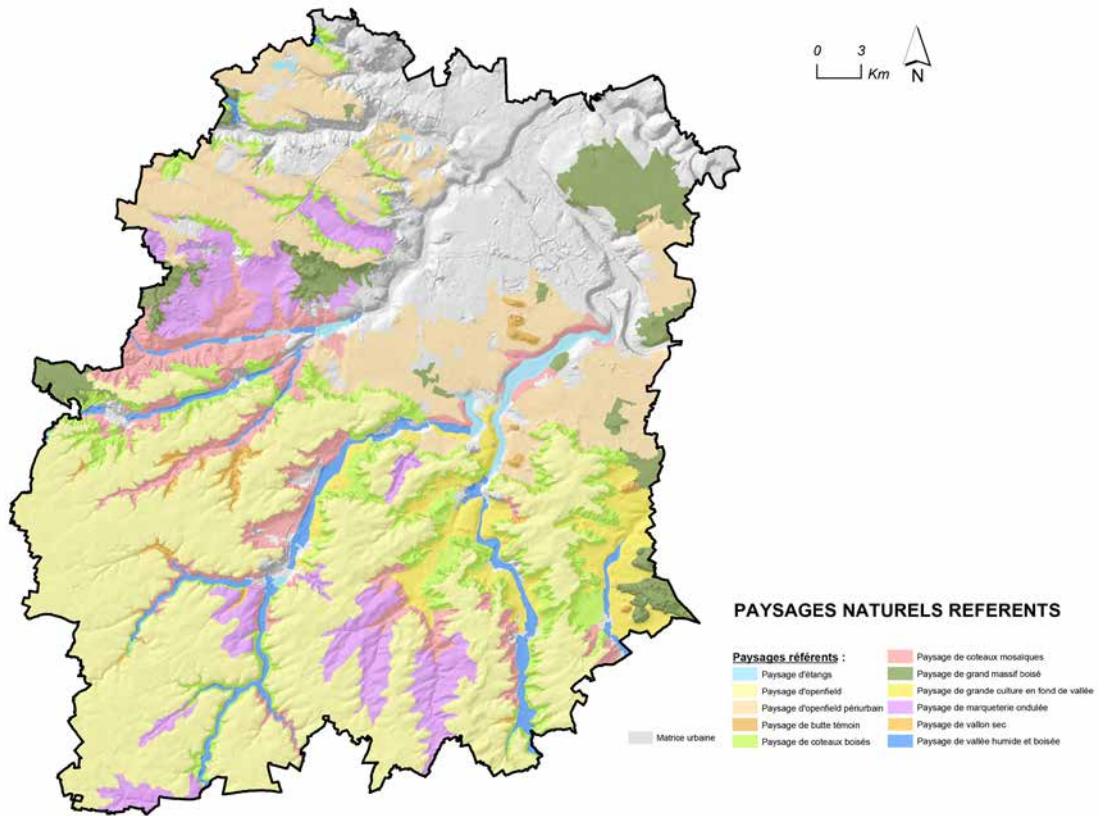 0 3
Km
N
PAYSAGES NATURELS REFERENTS
Paysages référents :
Paysage d'étangs
Paysage d'openfield
Paysage d'openfield périurbain
Paysage de butte témoin
Paysage de coteaux boisés
Matrice urbaine
Paysage de coteaux mosaïques
Paysage de grand massif boisé
Paysage de grande culture en fond de vallée
Paysage de marqueterie ondulée
Paysage de vallon sec
Paysage de vallée humide et boisée